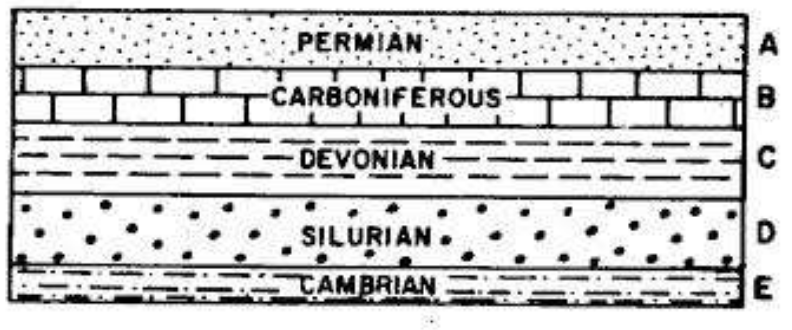 PERMIAN A
CARBONIFEROUS B
DEVONIAN C
SILURIAN D
CAMBRIAN E